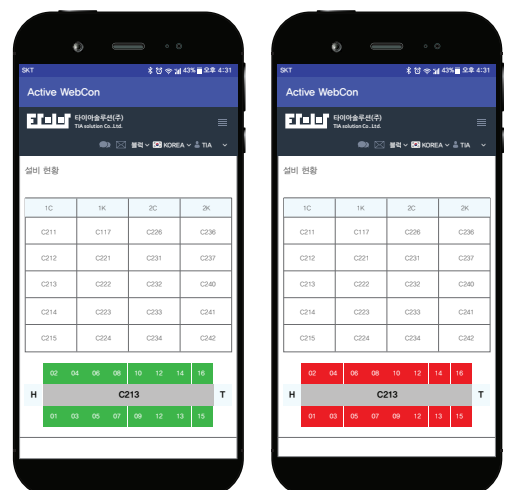 SKT 43% 오후 4:31
Active WebCon
타이아솔루션(주)
TIA solution Co..Ltd.
블럭 KOREA TIA
설비 현황
1C 1K 2C 2K
C211 C117 C226 C236
C212 C221 C231 C237
C213 C222 C232 C240
C214 C223 C233 C241
C215 C224 C234 C242
02 04 06 08 10 12 14 16
H C213 T
01 03 05 07 09 12 13 15
SKT 43% 오후 4:31
Active WebCon
타이아솔루션(주)
TIA solution Co..Ltd.
블럭 KOREA TIA
설비 현황
1C 1K 2C 2K
C211 C117 C226 C236
C212 C221 C231 C237
C213 C222 C232 C240
C214 C223 C233 C241
C215 C224 C234 C242
02 04 06 08 10 12 14 16
H C213 T
01 03 05 07 09 12 13 15